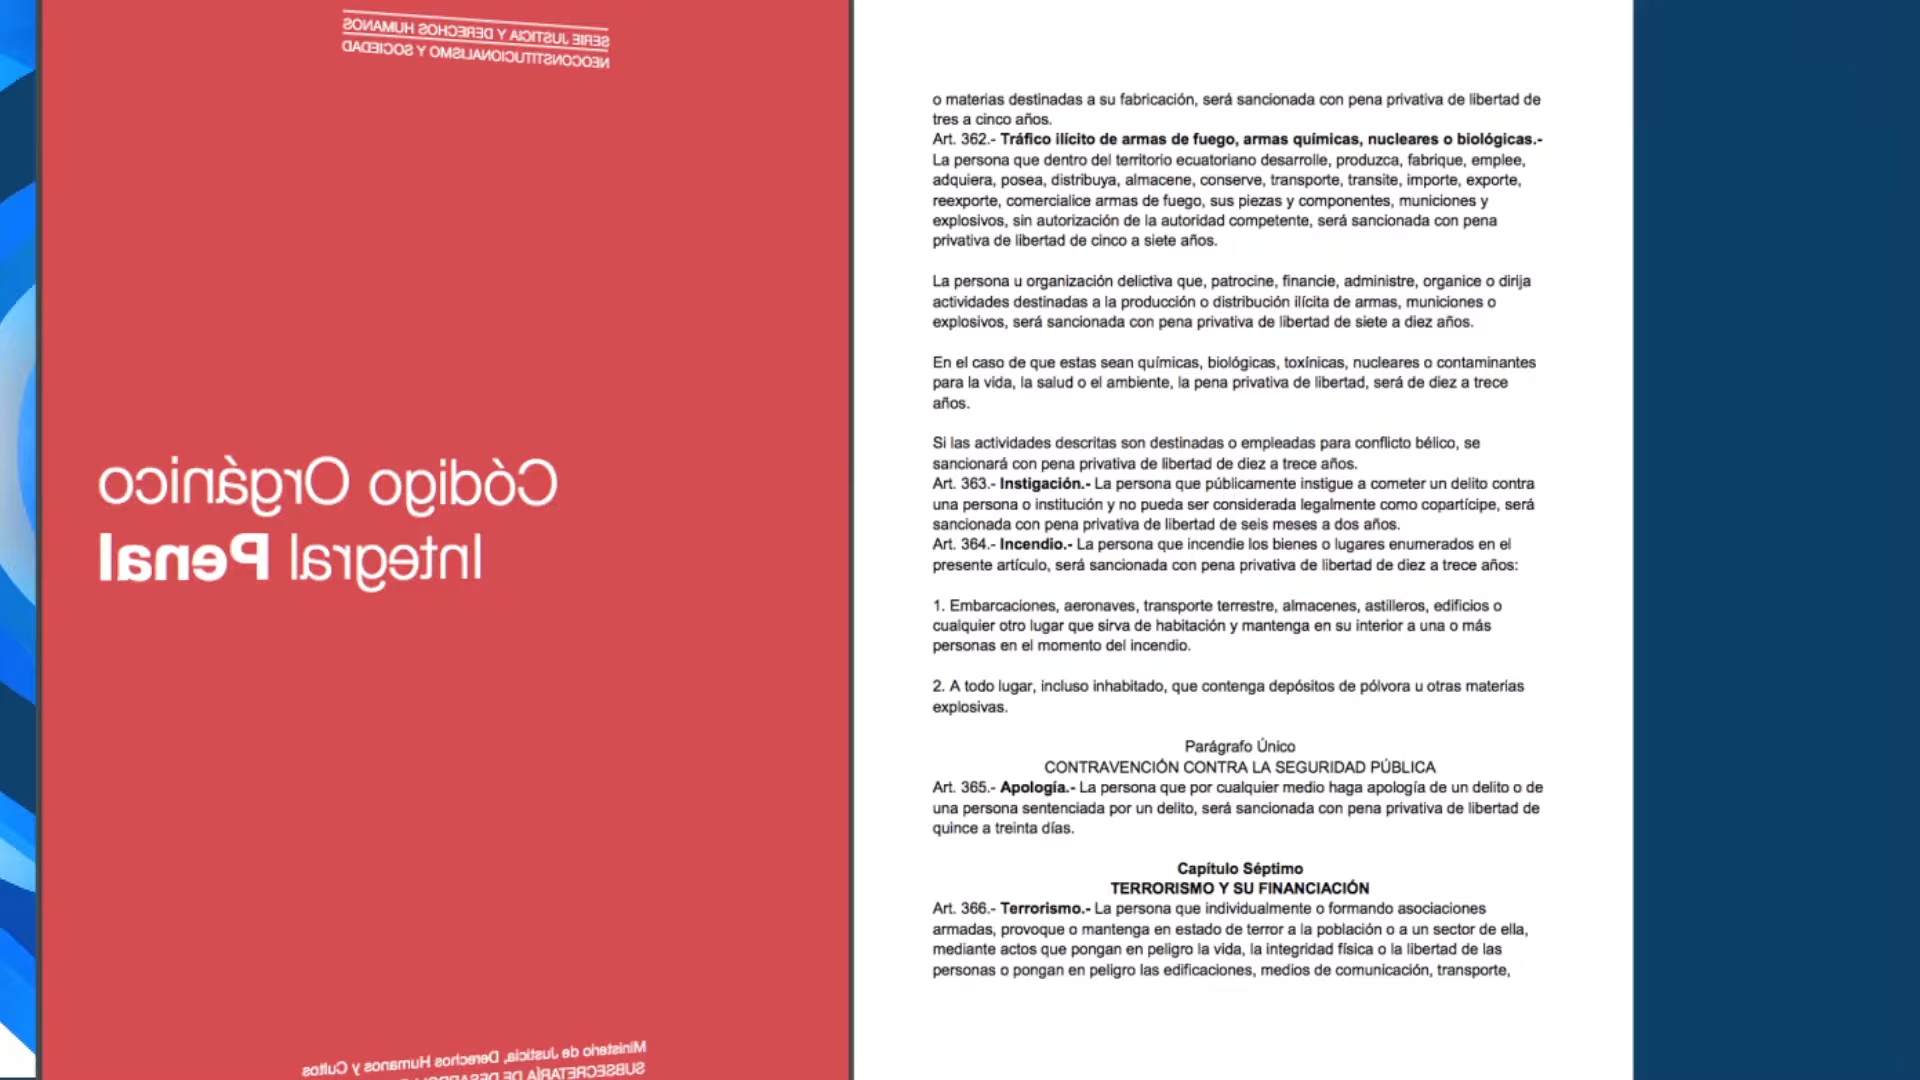 SERIE JUSTICIA Y DERECHOS HUMANOS
NEOCONSTITUCIONALISMO Y SOCIEDAD
Código Orgánico
Integral Penal
Ministerio de Justicia, Derechos Humanos y Cultos
SUBSECRETARÍA DE
o materias destinadas a su fabricación, será sancionada con pena privativa de libertad de
tres a cinco años.
Art. 362.- Tráfico ilícito de armas de fuego, armas químicas, nucleares o biológicas.-
La persona que dentro del territorio ecuatoriano desarrolle, produzca, fabrique, emplee,
adquiera, posea, distribuya, almacene, conserve, transporte, transite, importe, exporte,
reexporte, comercialice armas de fuego, sus piezas y componentes, municiones y
explosivos, sin autorización de la autoridad competente, será sancionada con pena
privativa de libertad de cinco a siete años.
La persona u organización delictiva que, patrocine, financie, administre, organice o dirija
actividades destinadas a la producción o distribución ilícita de armas, municiones o
explosivos, será sancionada con pena privativa de libertad de siete a diez años.
En el caso de que estas sean químicas, biológicas, toxínicas, nucleares o contaminantes
para la vida, la salud o el ambiente, la pena privativa de libertad, será de diez a trece
años.
Si las actividades descritas son destinadas o empleadas para conflicto bélico, se
sancionará con pena privativa de libertad de diez a trece años.
Art. 363.- Instigación.- La persona que públicamente instigue a cometer un delito contra
una persona o institución y no pueda ser considerada legalmente como copartícipe, será
sancionada con pena privativa de libertad de seis meses a dos años.
Art. 364.- Incendio.- La persona que incendie los bienes o lugares enumerados en el
presente artículo, será sancionada con pena privativa de libertad de diez a trece años:
1. Embarcaciones, aeronaves, transporte terrestre, almacenes, astilleros, edificios o
cualquier otro lugar que sirva de habitación y mantenga en su interior a una o más
personas en el momento del incendio.
2. A todo lugar, incluso inhabitado, que contenga depósitos de pólvora u otras materias
explosivas.
Parágrafo Único
CONTRAVENCIÓN CONTRA LA SEGURIDAD PÚBLICA
Art. 365.- Apología.- La persona que por cualquier medio haga apología de un delito o de
una persona sentenciada por un delito, será sancionada con pena privativa de libertad de
quince a treinta días.
Capítulo Séptimo
TERRORISMO Y SU FINANCIACIÓN
Art. 366.- Terrorismo.- La persona que individualmente o formando asociaciones
armadas, provoque o mantenga en estado de terror a la población o a un sector de ella,
mediante actos que pongan en peligro la vida, la integridad física o la libertad de las
personas o pongan en peligro las edificaciones, medios de comunicación, transporte,